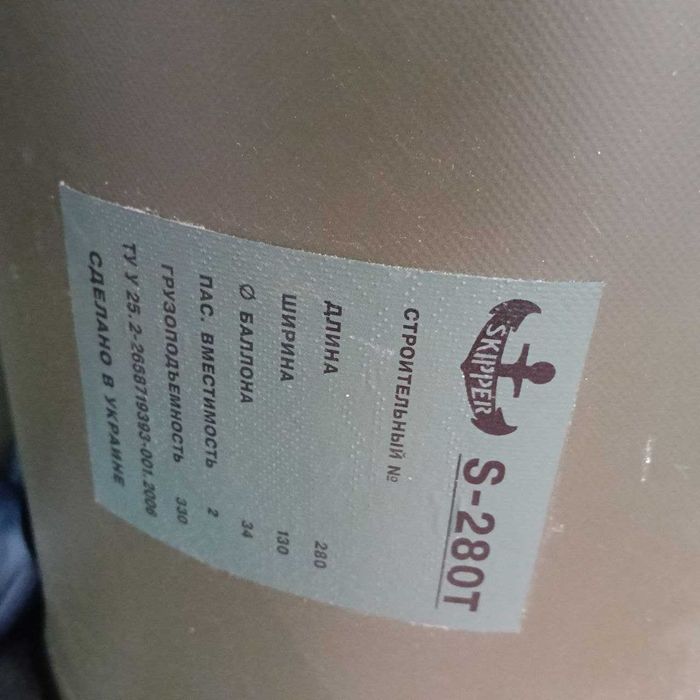 SKIPPER
S-280T
СТРОИТЕЛЬНЫЙ №
ДЛИНА 280
ШИРИНА 130
Ø БАЛЛОНА 34
ПАС. ВМЕСТИМОСТЬ 2
ГРУЗОПОДЪЕМНОСТЬ 330
ТУ У 25.2-2658719393-001.2006
СДЕЛАНО В УКРАИНЕ